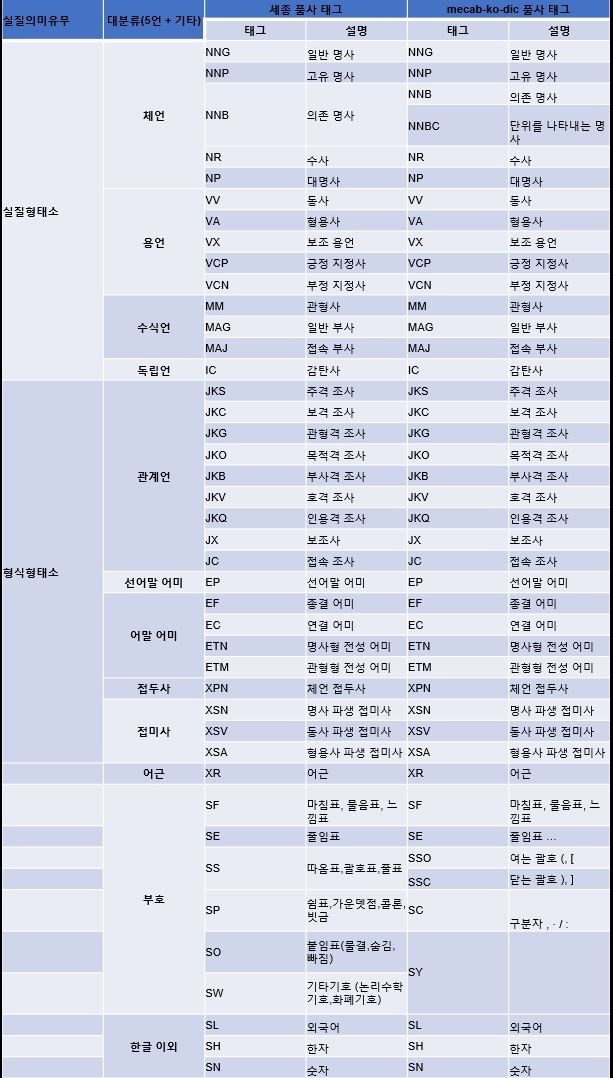 실질의미유무 대분류(5언 + 기타) 세종 품사 태그 mecab-ko-dic 품사 태그
태그 설명 태그 설명
실질형태소
체언
NNG 일반 명사 NNG 일반 명사
NNP 고유 명사 NNP 고유 명사
NNB 의존 명사 NNB 의존 명사
NNBC 단위를 나타내는 명
사
NR 수사 NR 수사
NP 대명사 NP 대명사
용언
VV 동사 VV 동사
VA 형용사 VA 형용사
VX 보조 용언 VX 보조 용언
VCP 긍정 지정사 VCP 긍정 지정사
VCN 부정 지정사 VCN 부정 지정사
수식언
MM 관형사 MM 관형사
MAG 일반 부사 MAG 일반 부사
MAJ 접속 부사 MAJ 접속 부사
독립언 IC 감탄사 IC 감탄사
형식형태소
관계언
JKS 주격 조사 JKS 주격 조사
JKC 보격 조사 JKC 보격 조사
JKG 관형격 조사 JKG 관형격 조사
JKO 목적격 조사 JKO 목적격 조사
JKB 부사격 조사 JKB 부사격 조사
JKV 호격 조사 JKV 호격 조사
JKQ 인용격 조사 JKQ 인용격 조사
JX 보조사 JX 보조사
JC 접속 조사 JC 접속 조사
선어말 어미 EP 선어말 어미 EP 선어말 어미
어말 어미
EF 종결 어미 EF 종결 어미
EC 연결 어미 EC 연결 어미
ETN 명사형 전성 어미 ETN 명사형 전성 어미
ETM 관형형 전성 어미 ETM 관형형 전성 어미
접두사 XPN 체언 접두사 XPN 체언 접두사
접미사
XSN 명사 파생 접미사 XSN 명사 파생 접미사
XSV 동사 파생 접미사 XSV 동사 파생 접미사
XSA 형용사 파생 접미사 XSA 형용사 파생 접미사
어근 XR 어근 XR 어근
부호
SF 마침표, 물음표, 느
낌표
SF 마침표, 물음표, 느
낌표
SE 풀임표 SE 풀임표 …
SS 따옴표,괄호표,풀표
SSO 여는 괄호 (, [
SSC 닫는 괄호 ), ]
SP 쉼표,가운뎃점,콜론,
빗금
SC 구분자 , · / :
SO 붙임표(물결,숨김,
빠짐)
SY
SW 기타기호 (논리수학
기호,화폐기호)
한글 이외
SL 외국어 SL 외국어
SH 한자 SH 한자
SN 숫자 SN 숫자